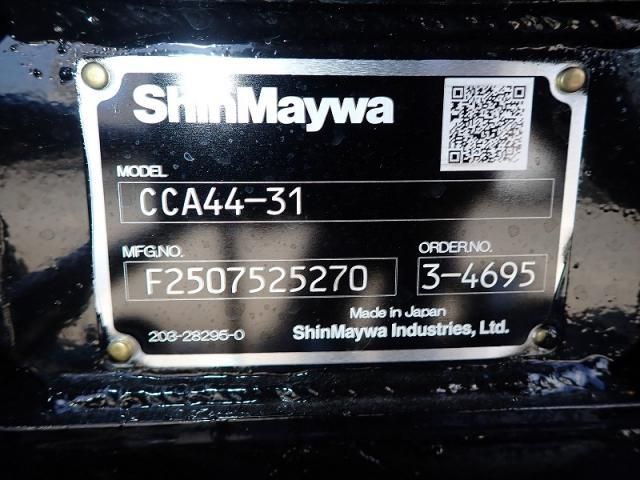 ShinMaywa
MODEL
CCA44-31
MFG.NO. ORDER.NO.
F2507525270 3-4695
Made in Japan
203-28295-0 ShinMaywa Industries, Ltd.